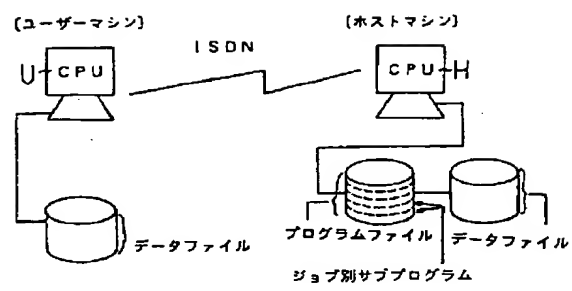 [ユーザーマシン]
[ホストマシン]
ISDN
U
CPU
CPU
H
データファイル
プログラムファイル
データファイル
ジョブ別サブプログラム